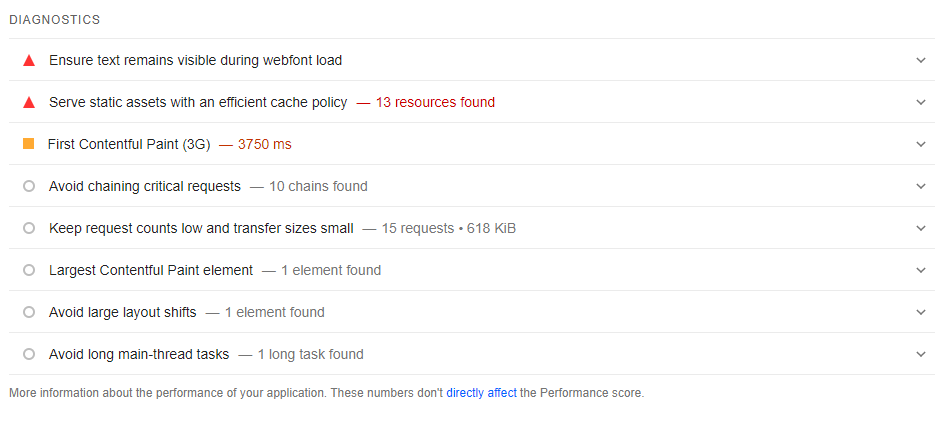 DIAGNOSTICS
Ensure text remains visible during webfont load
Serve static assets with an efficient cache policy — 13 resources found
First Contentful Paint (3G) — 3750 ms
Avoid chaining critical requests — 10 chains found
Keep request counts low and transfer sizes small — 15 requests • 618 KiB
Largest Contentful Paint element — 1 element found
Avoid large layout shifts — 1 element found
Avoid long main-thread tasks — 1 long task found
More information about the performance of your application. These numbers don't directly affect the Performance score.